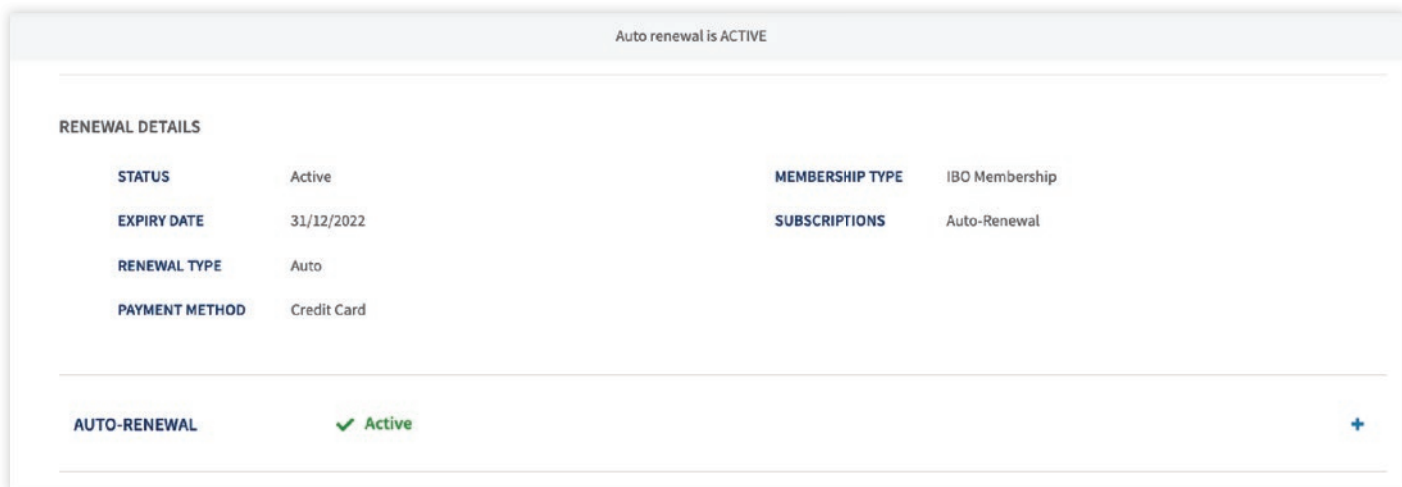 Auto renewal is ACTIVE
RENEWAL DETAILS
STATUS Active MEMBERSHIP TYPE IBO Membership
EXPIRY DATE 31/12/2022 SUBSCRIPTIONS Auto-Renewal
RENEWAL TYPE Auto
PAYMENT METHOD Credit Card
AUTO-RENEWAL ✓ Active +